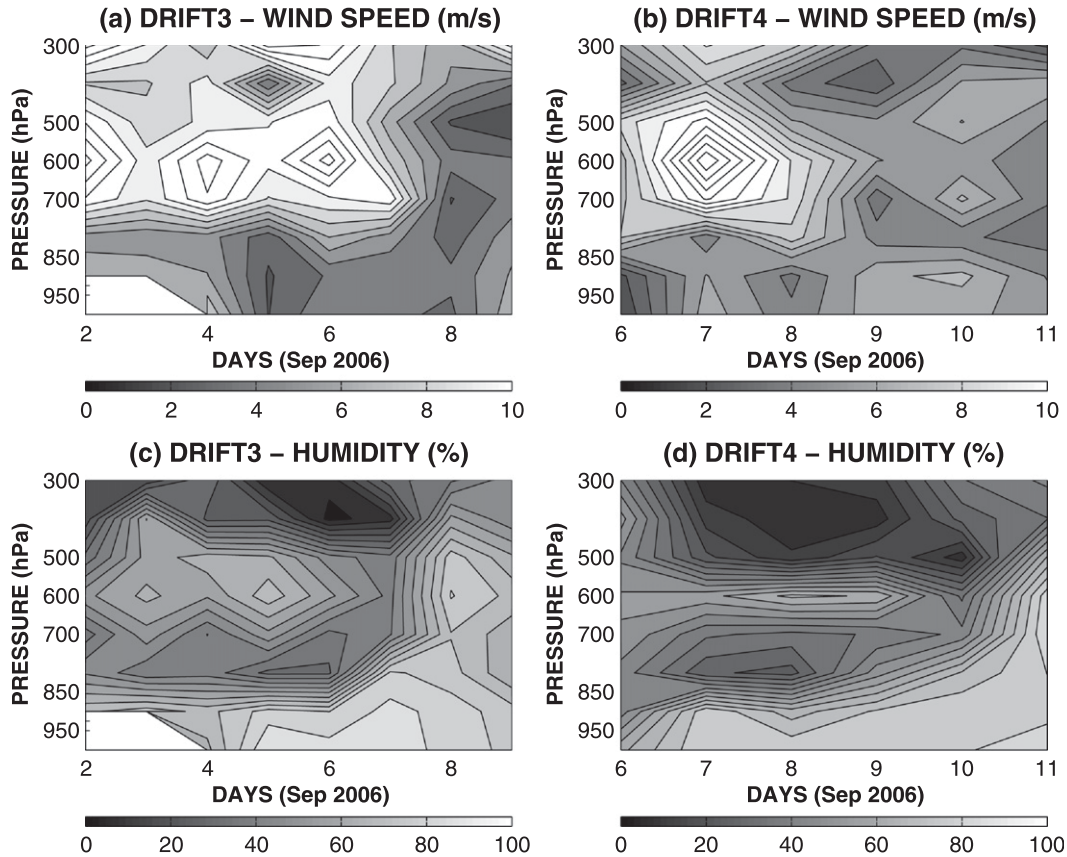 (a) DRIFT3 – WIND SPEED (m/s)
(b) DRIFT4 – WIND SPEED (m/s)
PRESSURE (hPa)
300
400
500
600
700
850
950
2 4 6 8
DAYS (Sep 2006)
0 2 4 6 8 10
PRESSURE (hPa)
300
400
500
600
700
850
950
6 7 8 9 10 11
DAYS (Sep 2006)
0 2 4 6 8 10
(c) DRIFT3 – HUMIDITY (%)
(d) DRIFT4 – HUMIDITY (%)
PRESSURE (hPa)
300
400
500
600
700
850
950
2 4 6 8
DAYS (Sep 2006)
0 20 40 60 80 100
PRESSURE (hPa)
300
400
500
600
700
850
950
6 7 8 9 10 11
DAYS (Sep 2006)
0 20 40 60 80 100